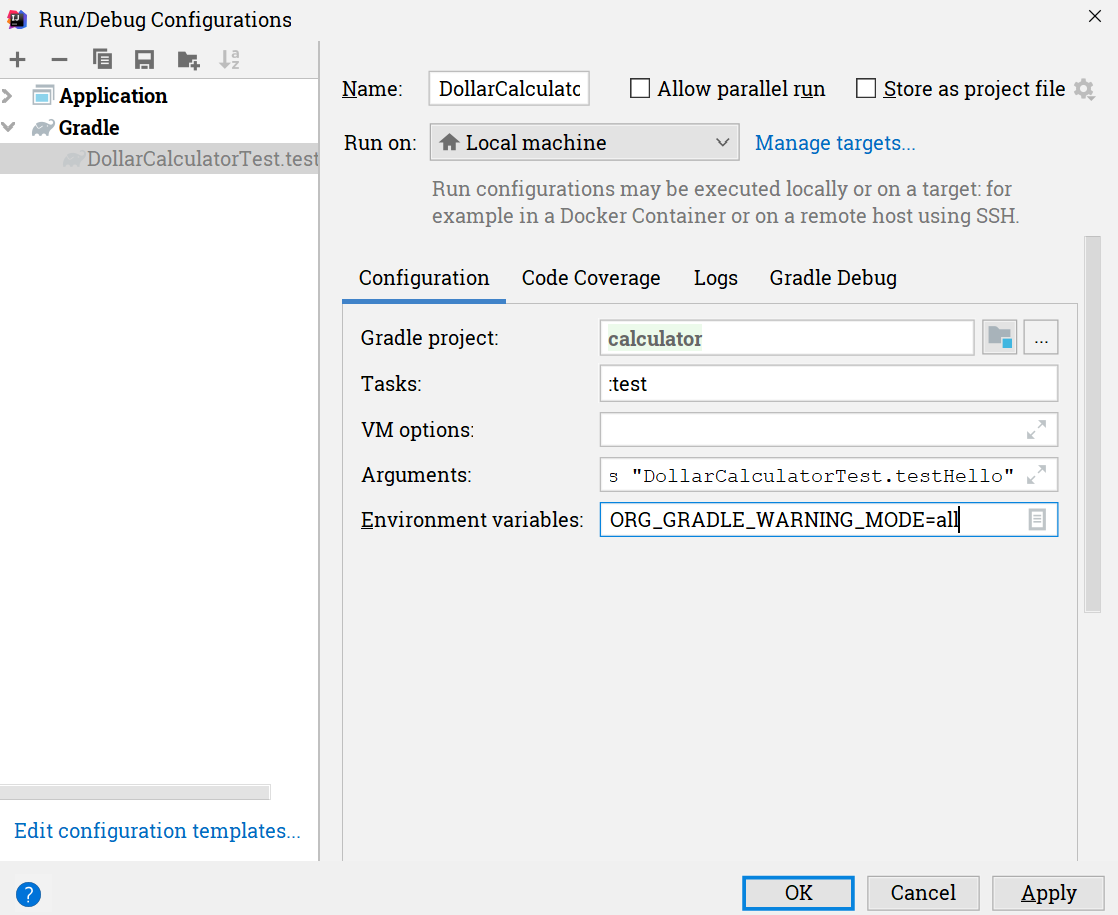 Run/Debug Configurations
Application
Gradle
DollarCalculatorTest.test
Edit configuration templates...
Name: DollarCalculato Allow parallel run Store as project file
Run on: Local machine Manage targets...
Run configurations may be executed locally or on a target: for
example in a Docker Container or on a remote host using SSH.
Configuration Code Coverage Logs Gradle Debug
Gradle project: calculator ...
Tasks: :test
VM options:
Arguments: s "DollarCalculatorTest.testHello"
Environment variables: ORG_GRADLE_WARNING_MODE=all
? OK Cancel Apply